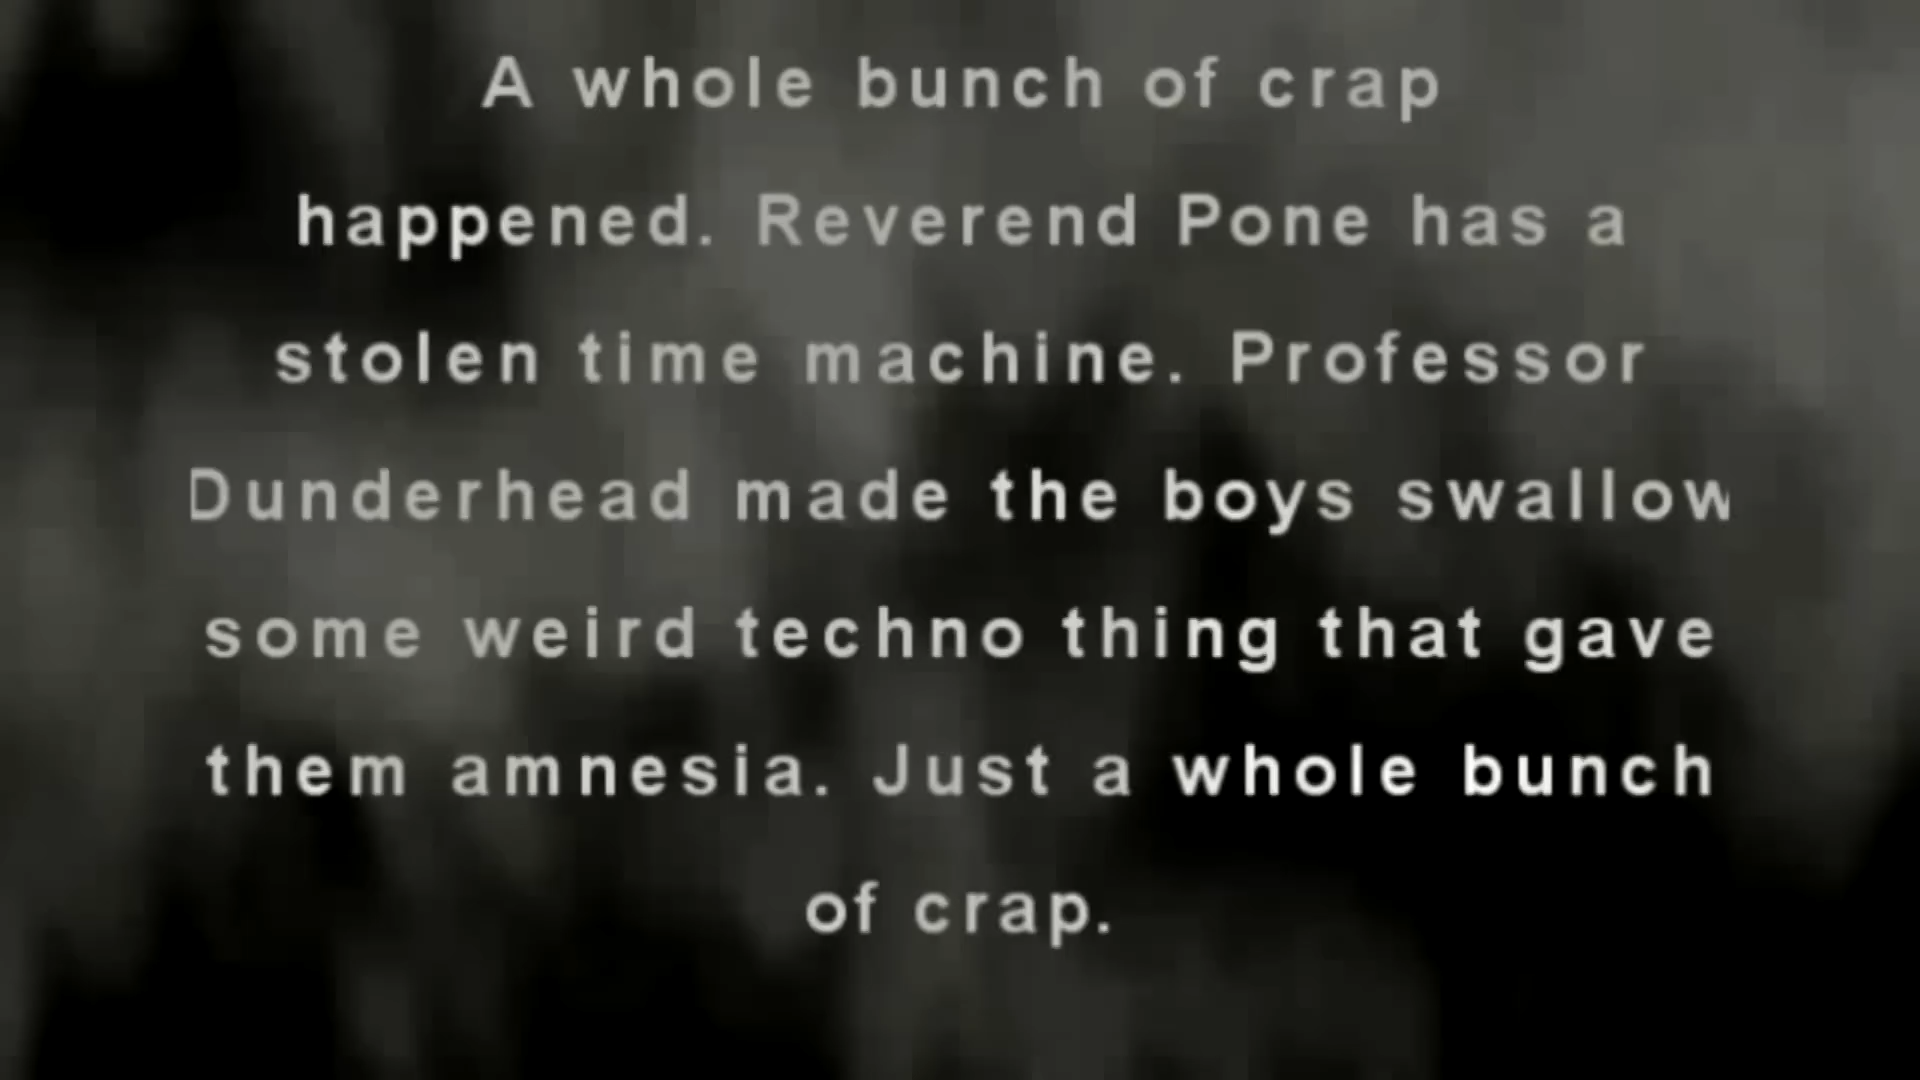 A whole bunch of crap
happened. Reverend Pone has a
stolen time machine. Professor
Dunderhead made the boys swallow
some weird techno thing that gave
them amnesia. Just a whole bunch
of crap.